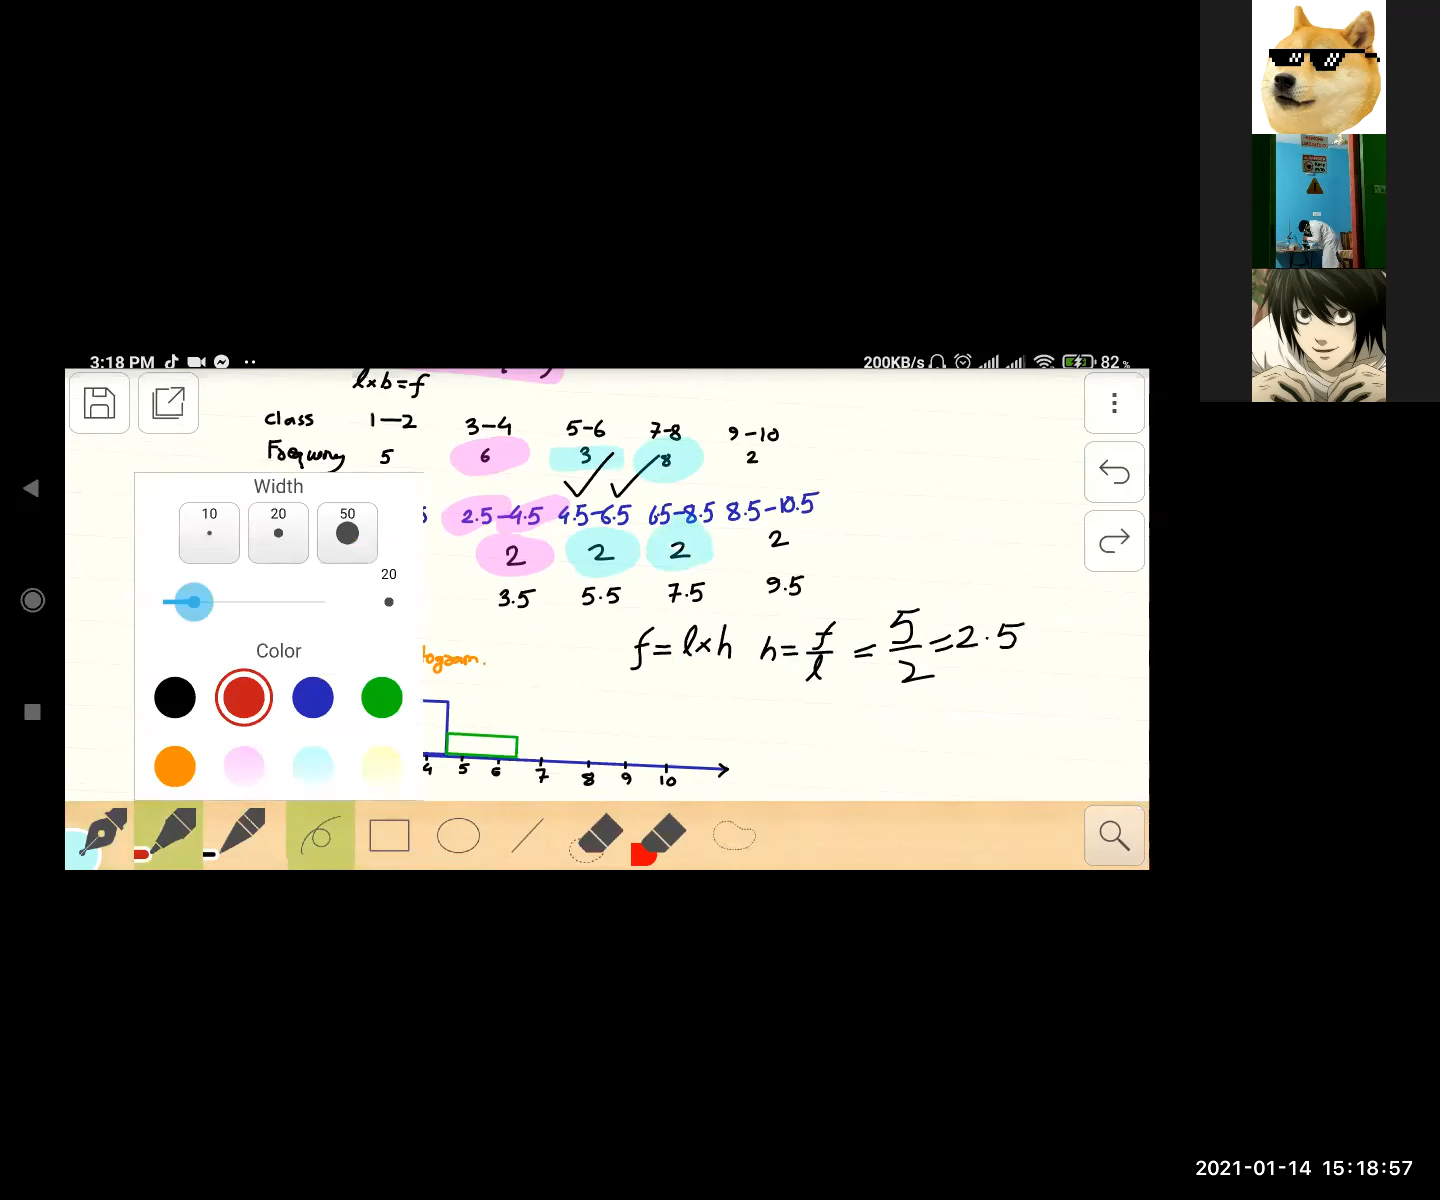 3:18 PM
200KB/s 82%
l×b=f
Class 1—2 3—4 5-6 7-8 9-10
5 6 3 8 2
5 2.5-4.5 4.5-6.5 6.5-8.5 8.5-10.5
2 2 2 2
3.5 5.5 7.5 9.5
f=l×h h=f/l=5/2=2.5
togram.
4 5 6 7 8 9 10
Width
10 20 50
20
Color
DANGER
2021-01-14 15:18:57